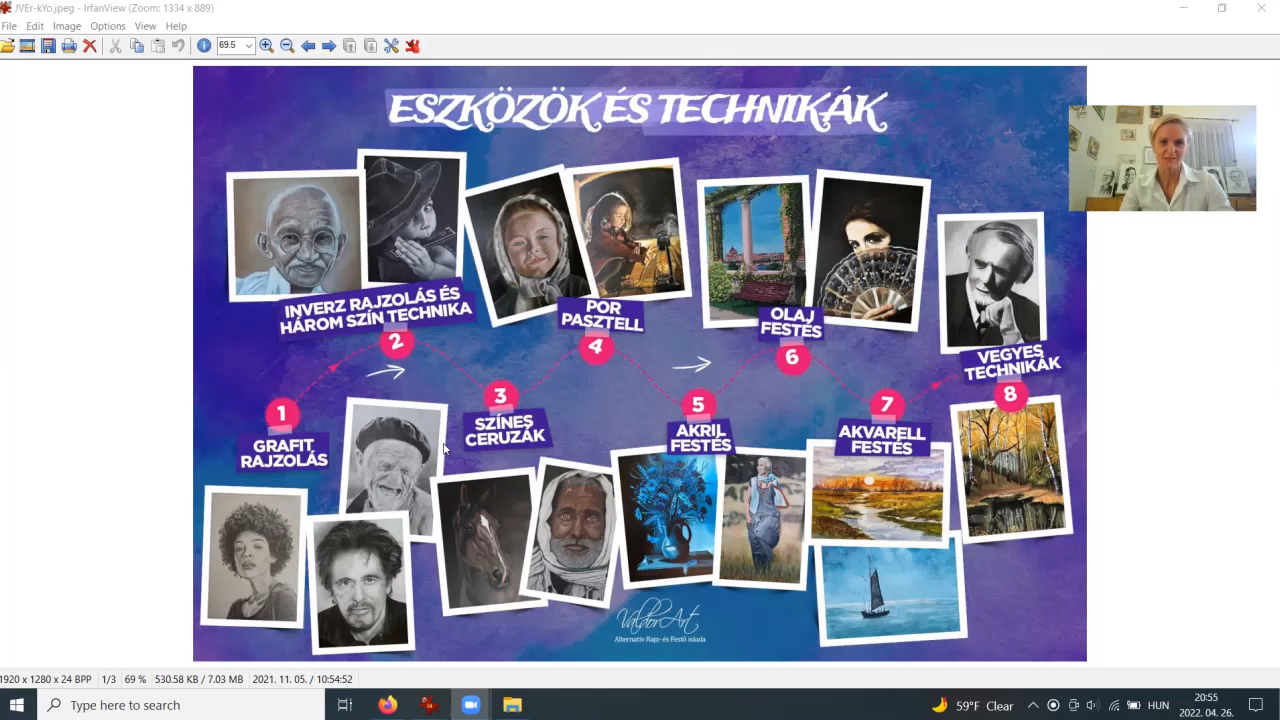 JVEr-kYo.jpeg - IrfanView (Zoom: 1334 x 889)
File Edit Image Options View Help
69.5
ESZKÖZÖK ÉS TECHNIKÁK
INVERZ RAJZOLÁS ÉS
HÁROM SZÍN TECHNIKA
2
POR
PASZTELL
4
OLAJ
FESTÉS
6
VEGYES
TECHNIKÁK
8
1
GRAFIT
RAJZOLÁS
3
SZÍNES
CERUZÁK
5
AKRIL
FESTÉS
7
AKVARELL
FESTÉS
ValdorArt
Alternatív Rajz- és Festő iskola
1920 x 1280 x 24 BPP 1/3 69 % 530.58 KB / 7.03 MB 2021. 11. 05. / 10:54:52
Type here to search
59°F Clear
HUN
20:55
2022. 04. 26.